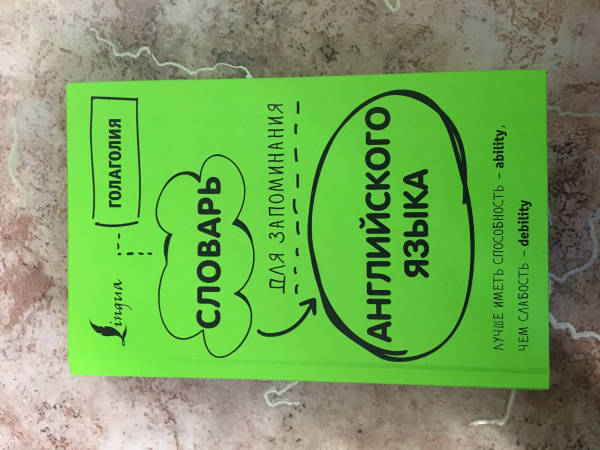 Lingua
ГОЛАГОЛИЯ
СЛОВАРЬ
ДЛЯ ЗАПОМИНАНИЯ
АНГЛИЙСКОГО
ЯЗЫКА
ЛУЧШЕ ИМЕТЬ СПОСОБНОСТЬ – ability,
ЧЕМ СЛАБОСТЬ – debility